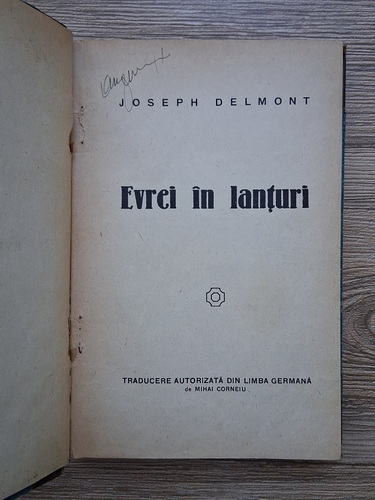 JOSEPH DELMONT
Evrei în lanțuri
TRADUCERE AUTORIZATĂ DIN LIMBA GERMANĂ
de MIHAI CORNEIU